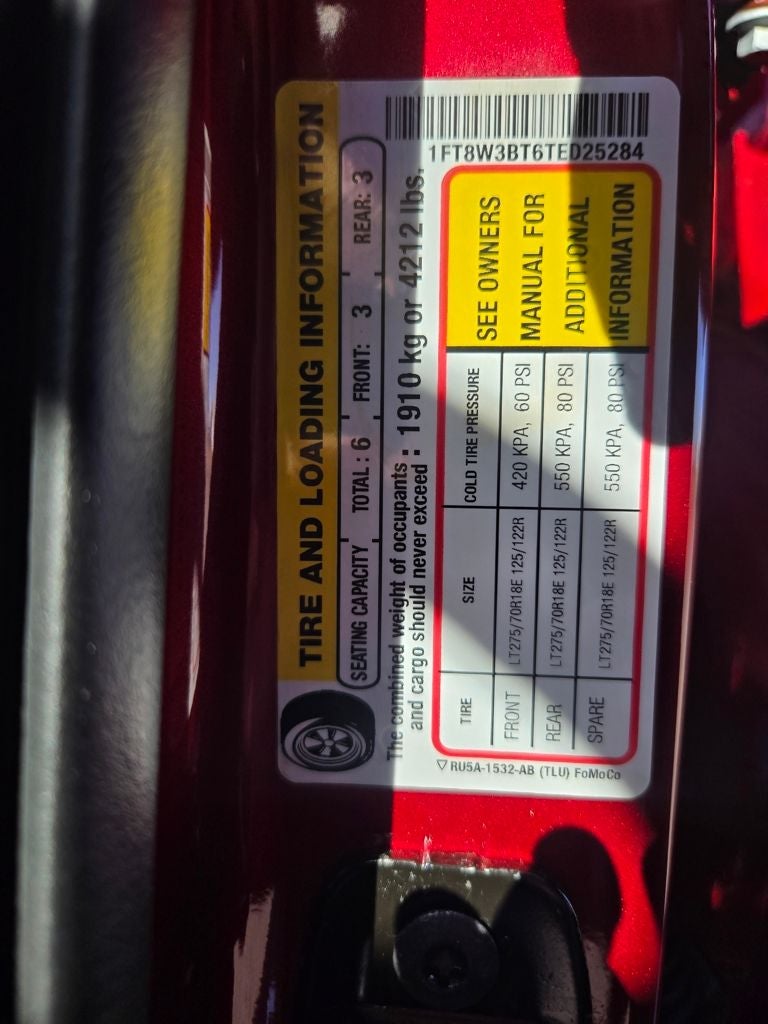 TIRE AND LOADING INFORMATION
SEATING CAPACITY TOTAL: 6 FRONT: 3 REAR: 3
The combined weight of occupants
and cargo should never exceed : 1910 kg or 4212 lbs.
1FT8W3BT6TED25284
TIRE SIZE COLD TIRE PRESSURE
FRONT LT275/70R18E 125/122R 420 KPA, 60 PSI
REAR LT275/70R18E 125/122R 550 KPA, 80 PSI
SPARE LT275/70R18E 125/122R 550 KPA, 80 PSI
SEE OWNERS
MANUAL FOR
ADDITIONAL
INFORMATION
RU5A-1532-AB (TLU) FoMoCo